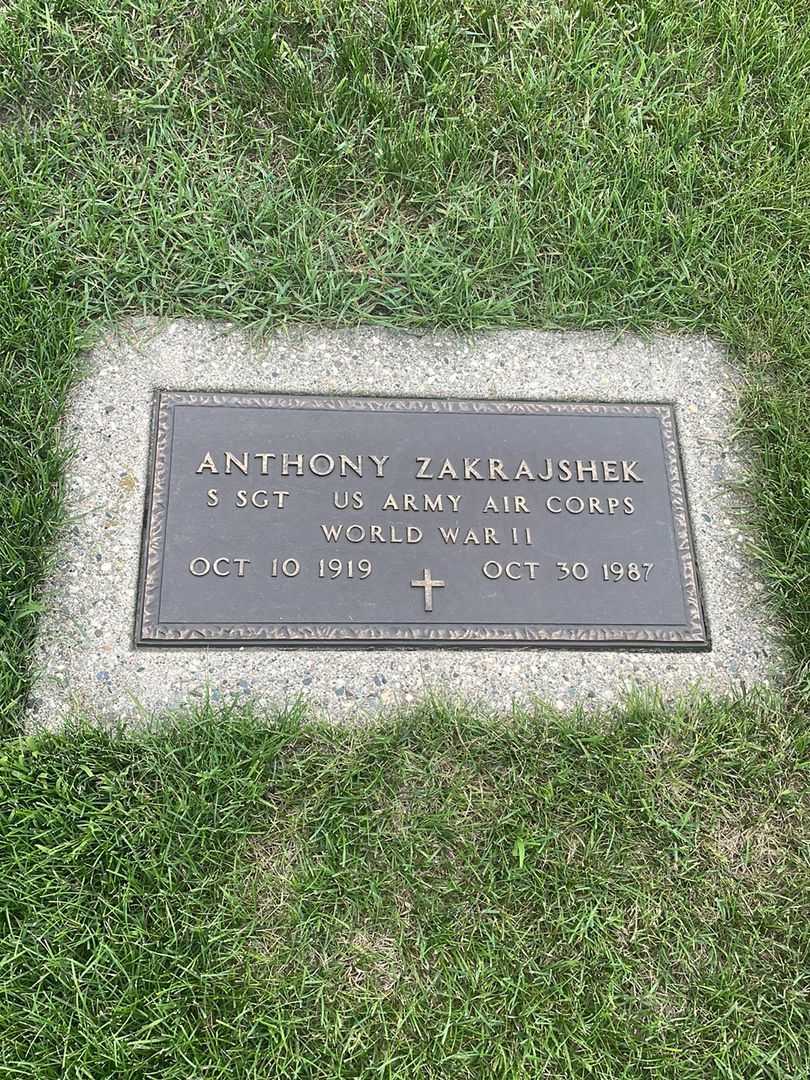 ANTHONY ZAKRAJSHEK
S SGT US ARMY AIR CORPS
WORLD WAR II
OCT 10 1919 OCT 30 1987